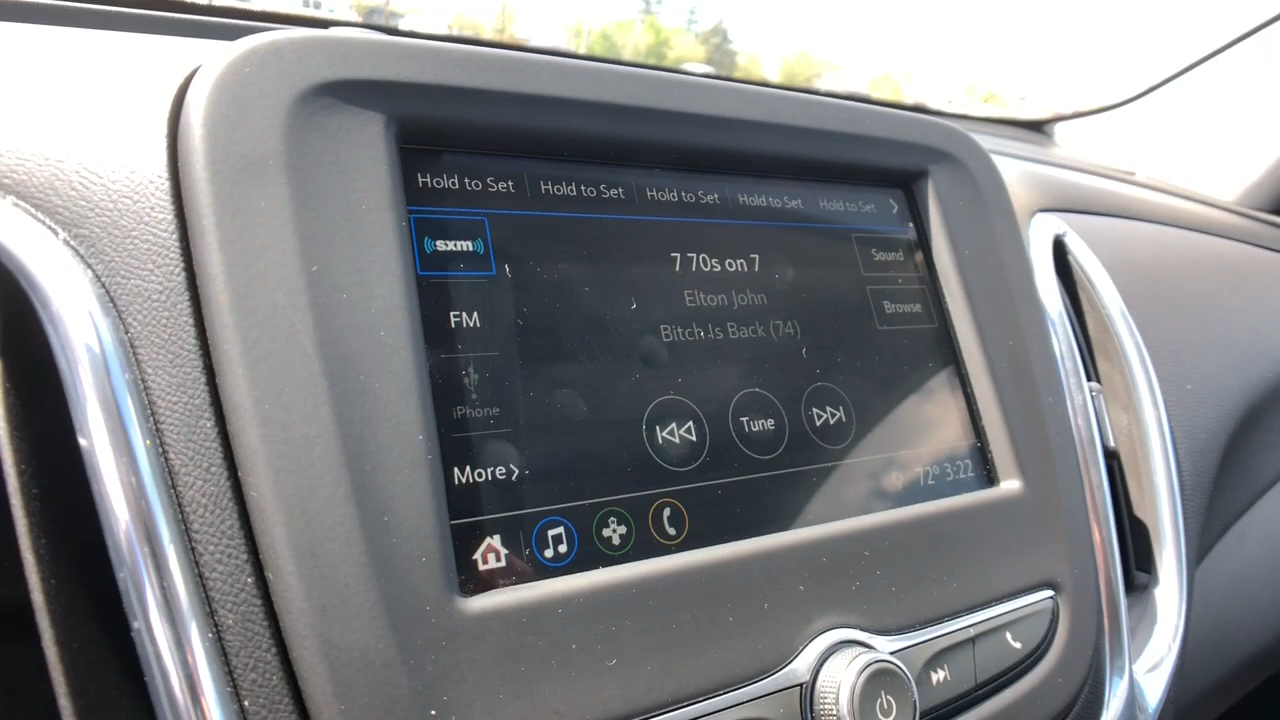 Hold to Set Hold to Set Hold to Set Hold to Set Hold to Set
sxm
7 70s on 7
Sound
Elton John
FM
Browse
Bitch Is Back (74)
iPhone
Tune
More
72° 3:22